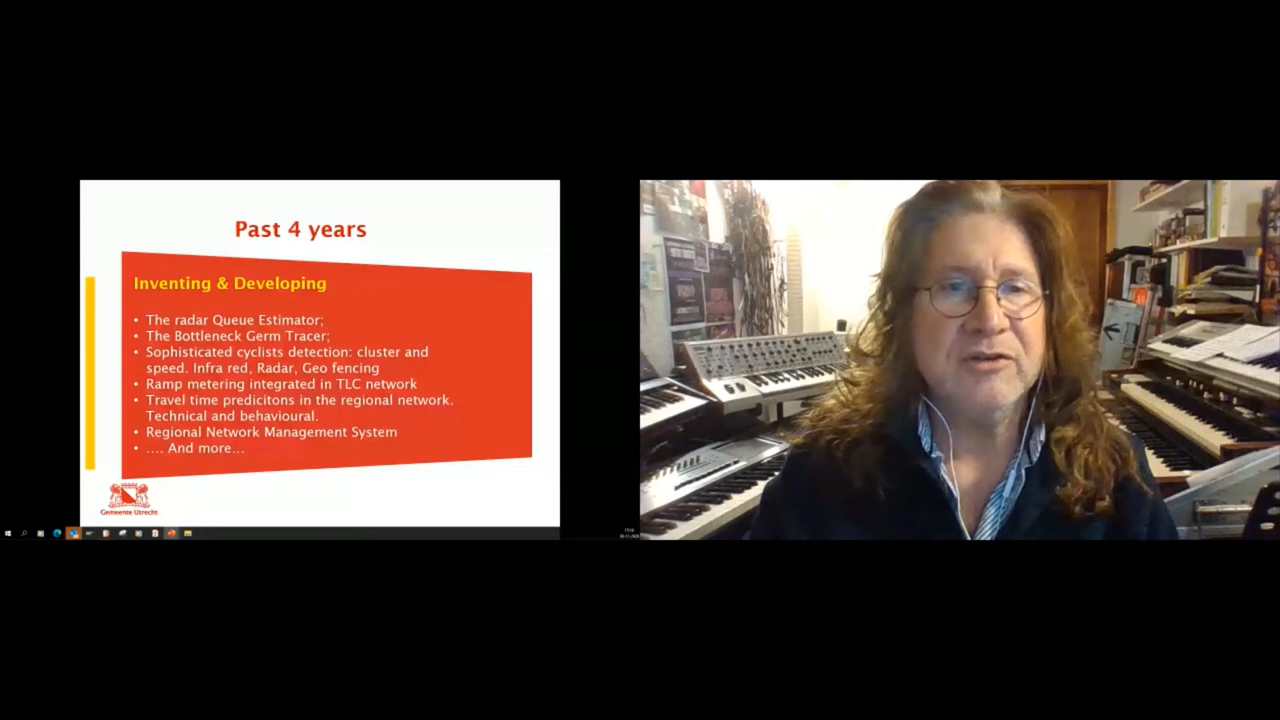 Past 4 years
Inventing & Developing
• The radar Queue Estimator;
• The Bottleneck Germ Tracer;
• Sophisticated cyclists detection: cluster and
speed. Infra red, Radar, Geo fencing
• Ramp metering integrated in TLC network
• Travel time predicitons in the regional network.
Technical and behavioural.
• Regional Network Management System
• .... And more...
Gemeente Utrecht